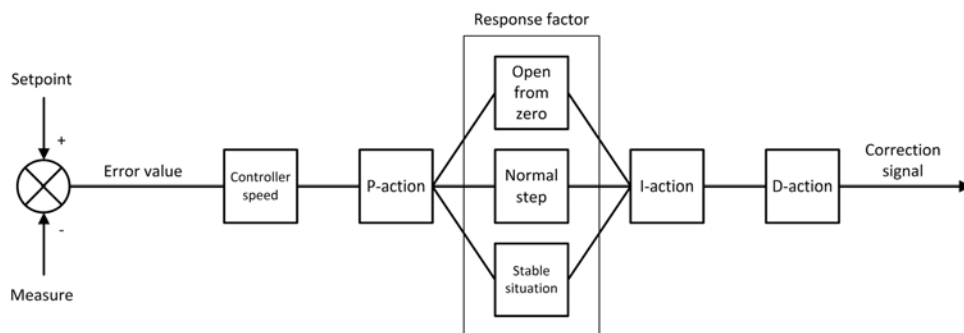 Response factor
Setpoint
+
Error value
-
Measure
Controller
speed
P-action
Open
from
zero
Normal
step
Stable
situation
I-action
D-action
Correction
signal